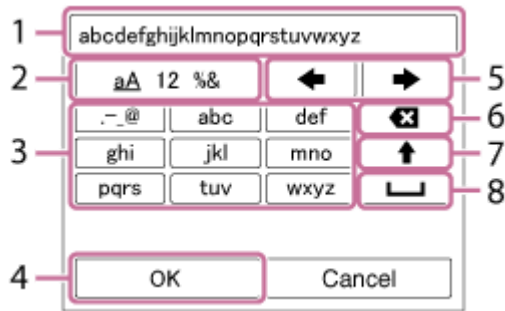 1 abcdefghijklmnopqrstuvwxyz
2 aA 12 %& 5
.-_@ abc def 6
3 ghi jkl mno 7
pqrs tuv wxyz 8
4 OK Cancel